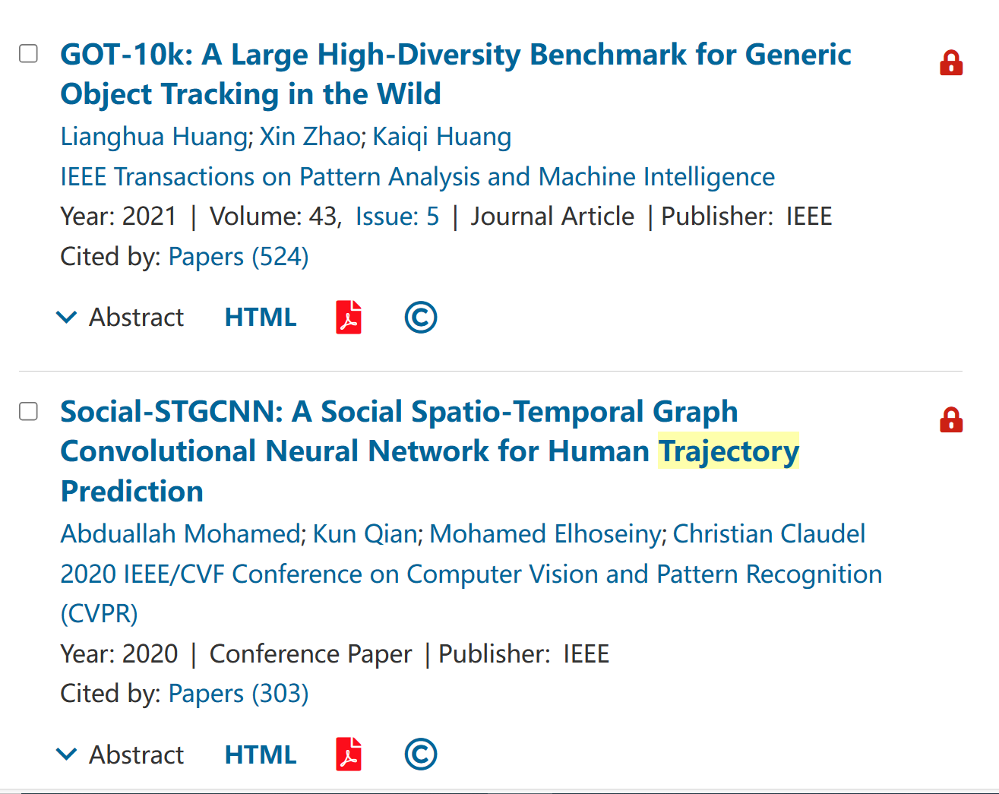 GOT-10k: A Large High-Diversity Benchmark for Generic
Object Tracking in the Wild
Lianghua Huang; Xin Zhao; Kaiqi Huang
IEEE Transactions on Pattern Analysis and Machine Intelligence
Year: 2021 | Volume: 43, Issue: 5 | Journal Article | Publisher: IEEE
Cited by: Papers (524)
Abstract HTML ©
Social-STGCNN: A Social Spatio-Temporal Graph
Convolutional Neural Network for Human Trajectory
Prediction
Abduallah Mohamed; Kun Qian; Mohamed Elhoseiny; Christian Claudel
2020 IEEE/CVF Conference on Computer Vision and Pattern Recognition
(CVPR)
Year: 2020 | Conference Paper | Publisher: IEEE
Cited by: Papers (303)
Abstract HTML ©